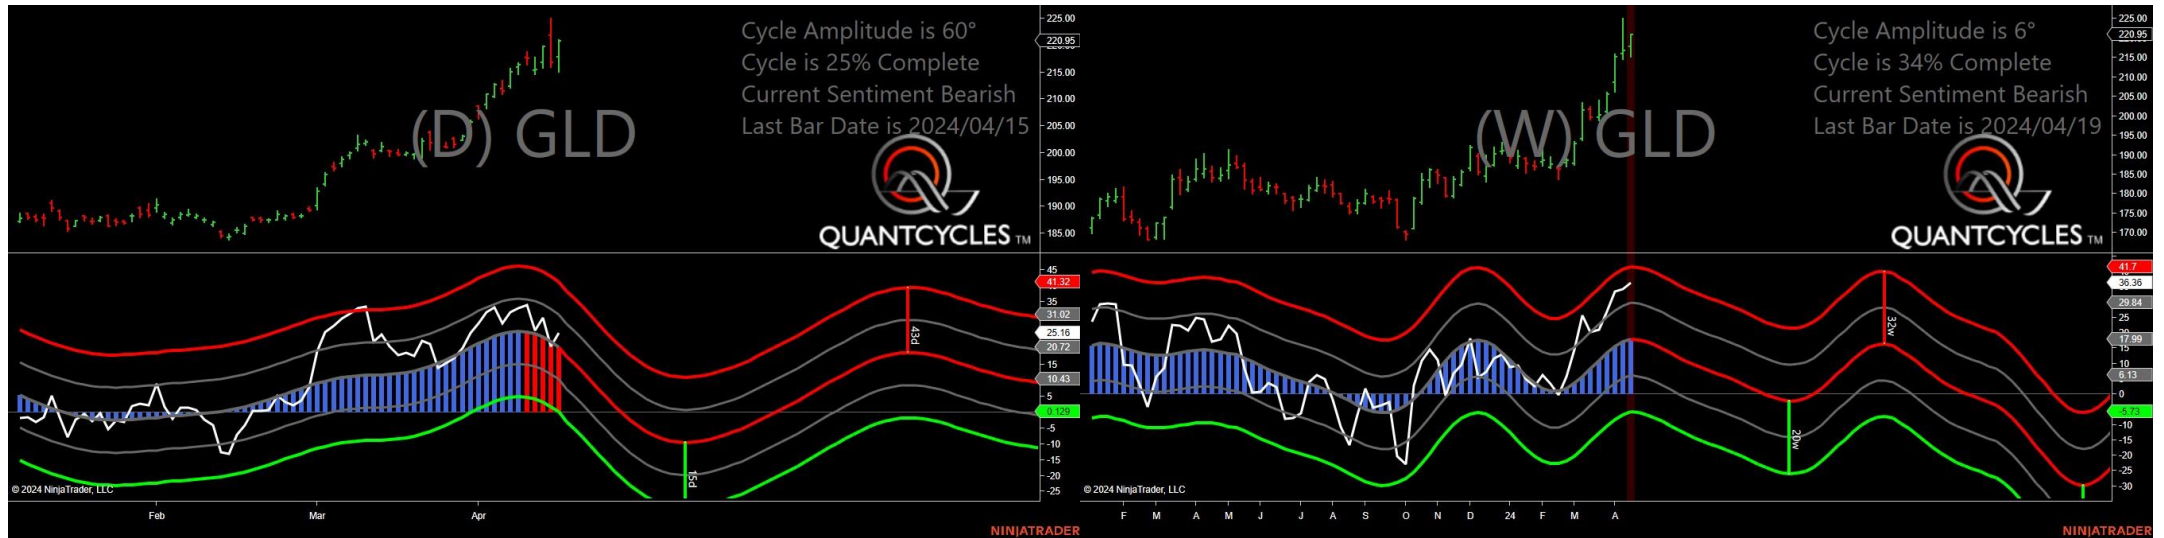 Cycle Amplitude is 60°
Cycle is 25% Complete
Current Sentiment Bearish
Last Bar Date is 2024/04/15
(D) GLD
QUANTCYCLES TM
225.00
220.95
215.00
210.00
205.00
200.00
195.00
190.00
185.00
45
41.32
35
31.02
25.16
20.72
15
10.43
5
0.129
-5
-10
-15
-20
-25
43d
15d
© 2024 NinjaTrader, LLC
Feb Mar Apr
NINJATRADER
Cycle Amplitude is 6°
Cycle is 34% Complete
Current Sentiment Bearish
Last Bar Date is 2024/04/19
(W) GLD
QUANTCYCLES TM
225.00
220.95
215.00
210.00
205.00
200.00
195.00
190.00
185.00
180.00
175.00
170.00
41.7
36.36
29.84
25
17.99
15
10
6.13
0
-5.73
-10
-15
-20
-25
-30
32w
20w
© 2024 NinjaTrader, LLC
F M A M J J A S O N D 24 F M A
NINJATRADER